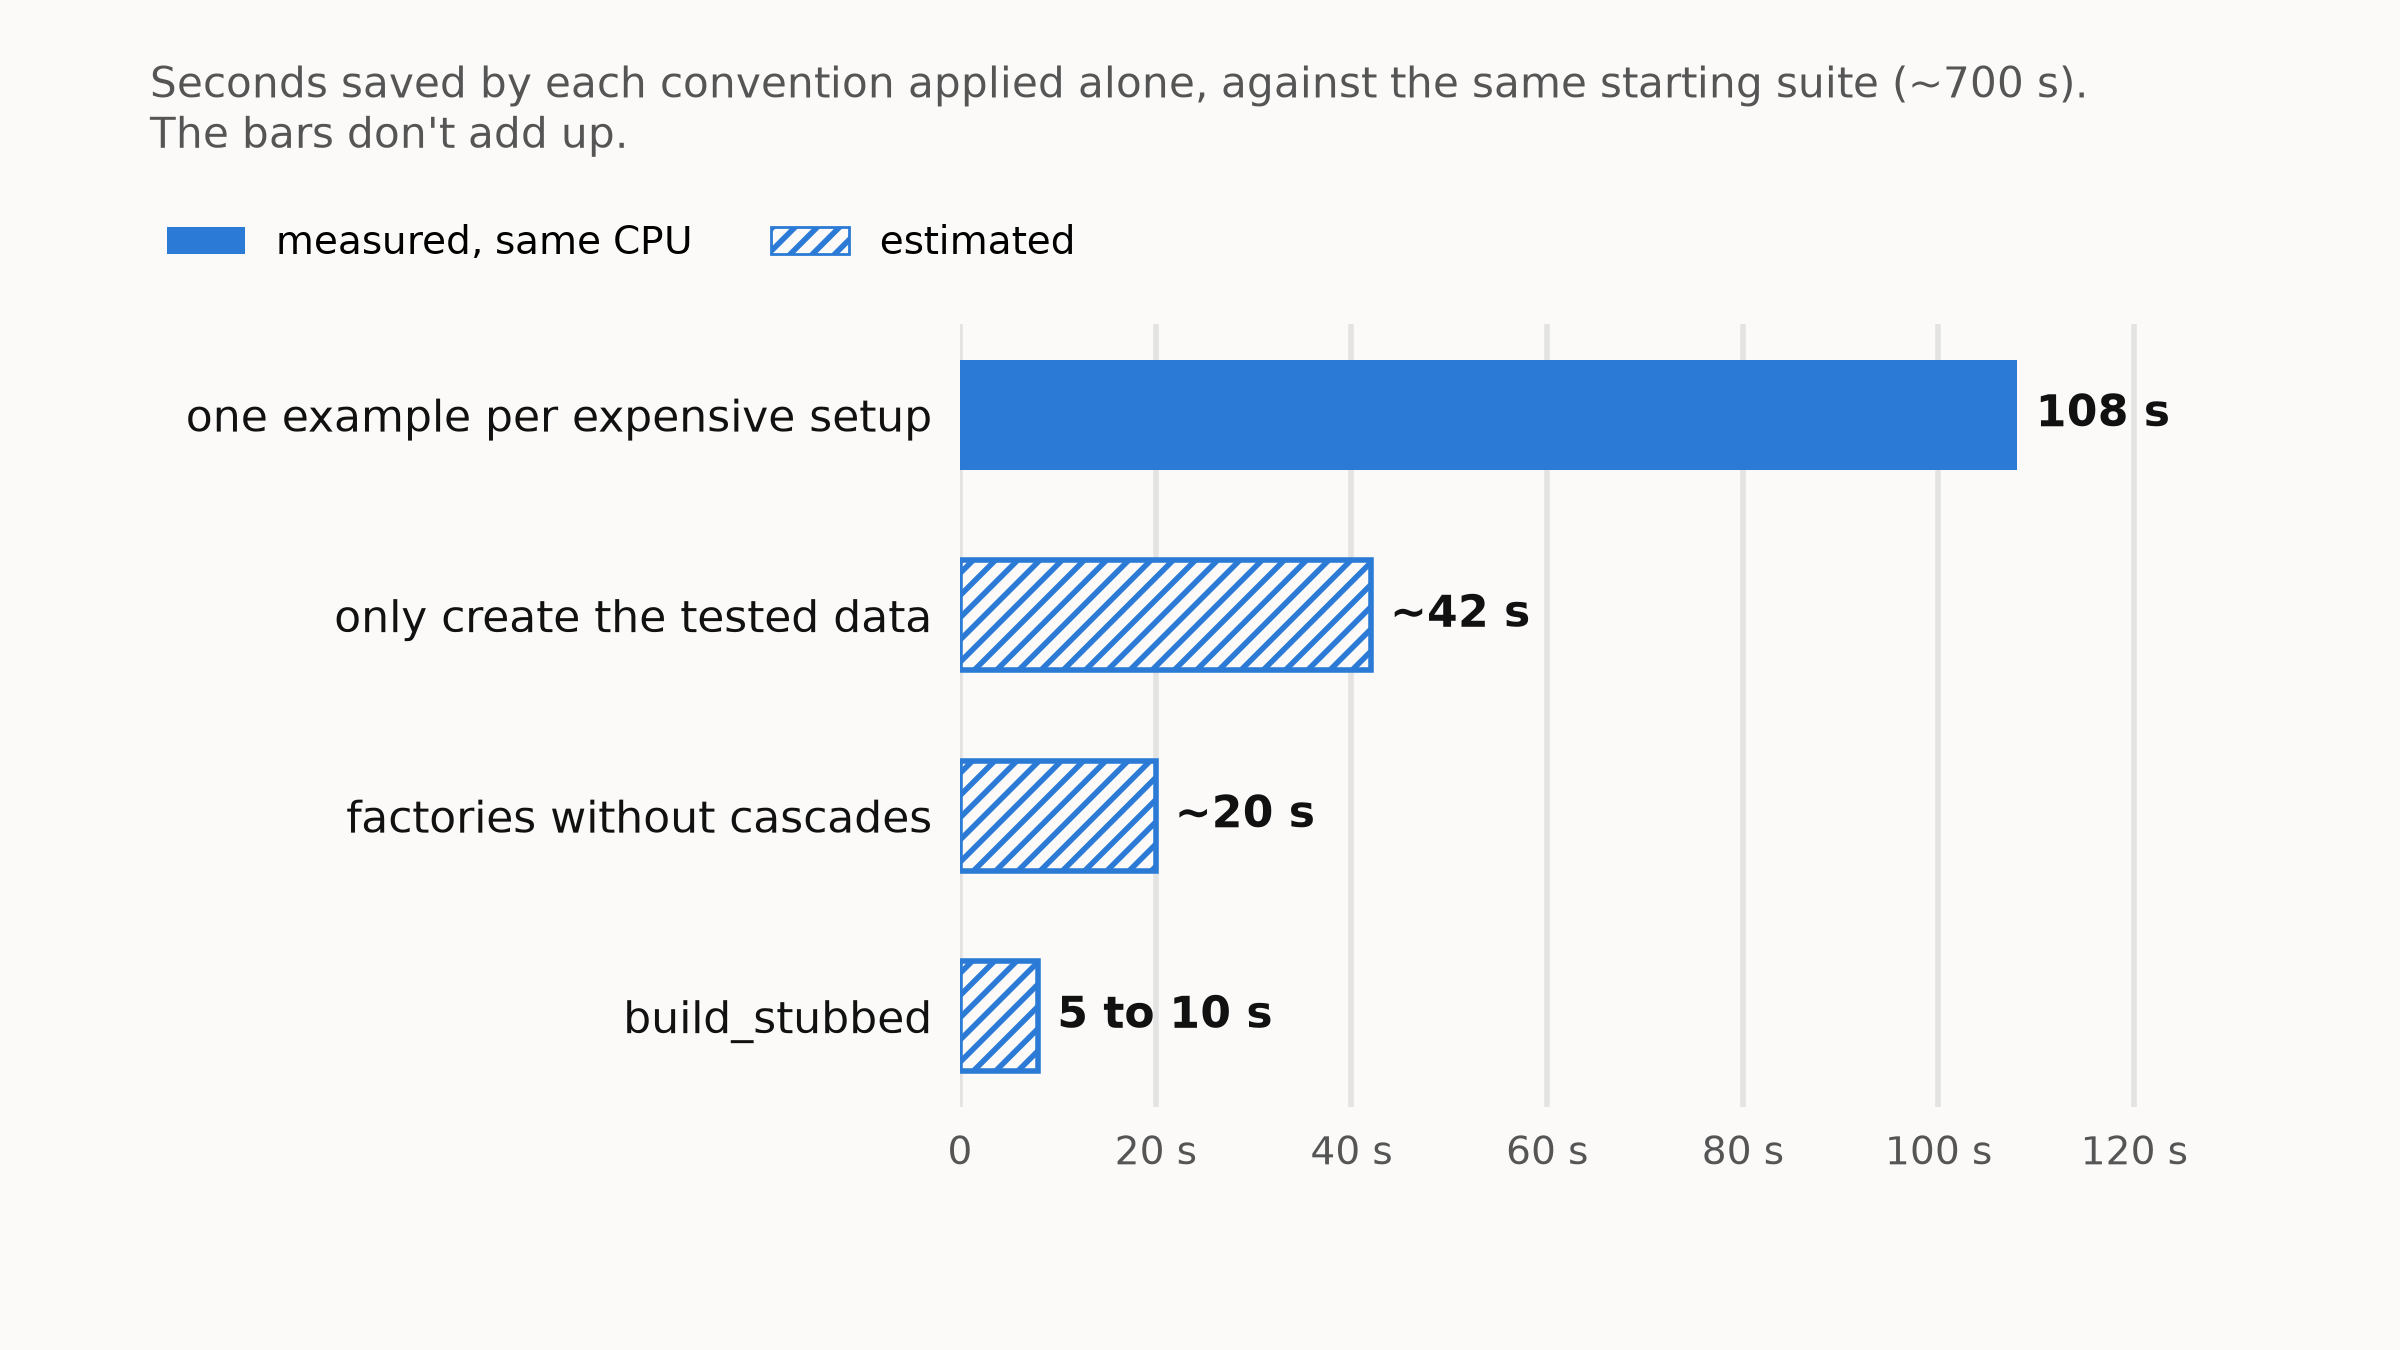 Seconds saved by each convention applied alone, against the same starting suite (~700 s).
The bars don't add up.
measured, same CPU
estimated
one example per expensive setup
108 s
only create the tested data
~42 s
factories without cascades
~20 s
build_stubbed
5 to 10 s
0
20 s
40 s
60 s
80 s
100 s
120 s